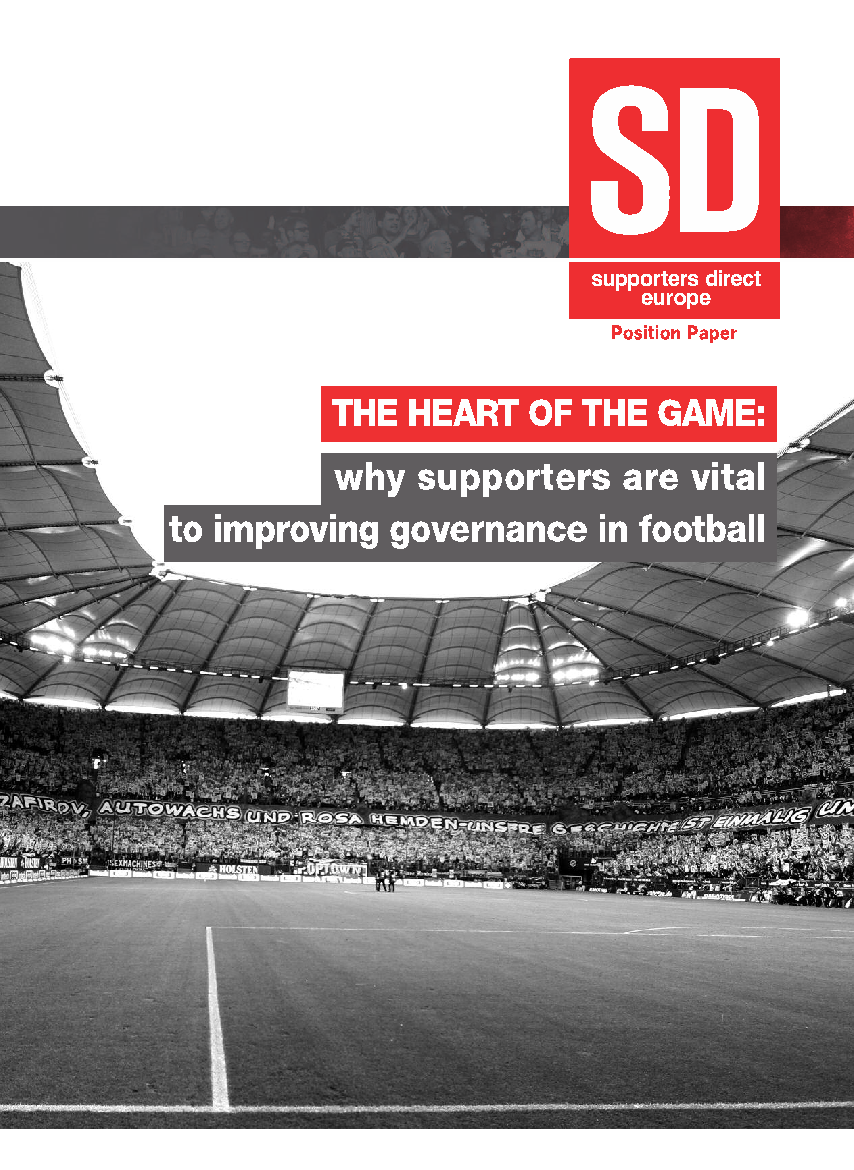 SD
supporters direct
europe
Position Paper
THE HEART OF THE GAME:
why supporters are vital
to improving governance in football
ZAFIROV, AUTOWACHS UND ROSA HEMDEN-UNSERE GESCHICHTE IST EINMALIG UN
HOLSTEN